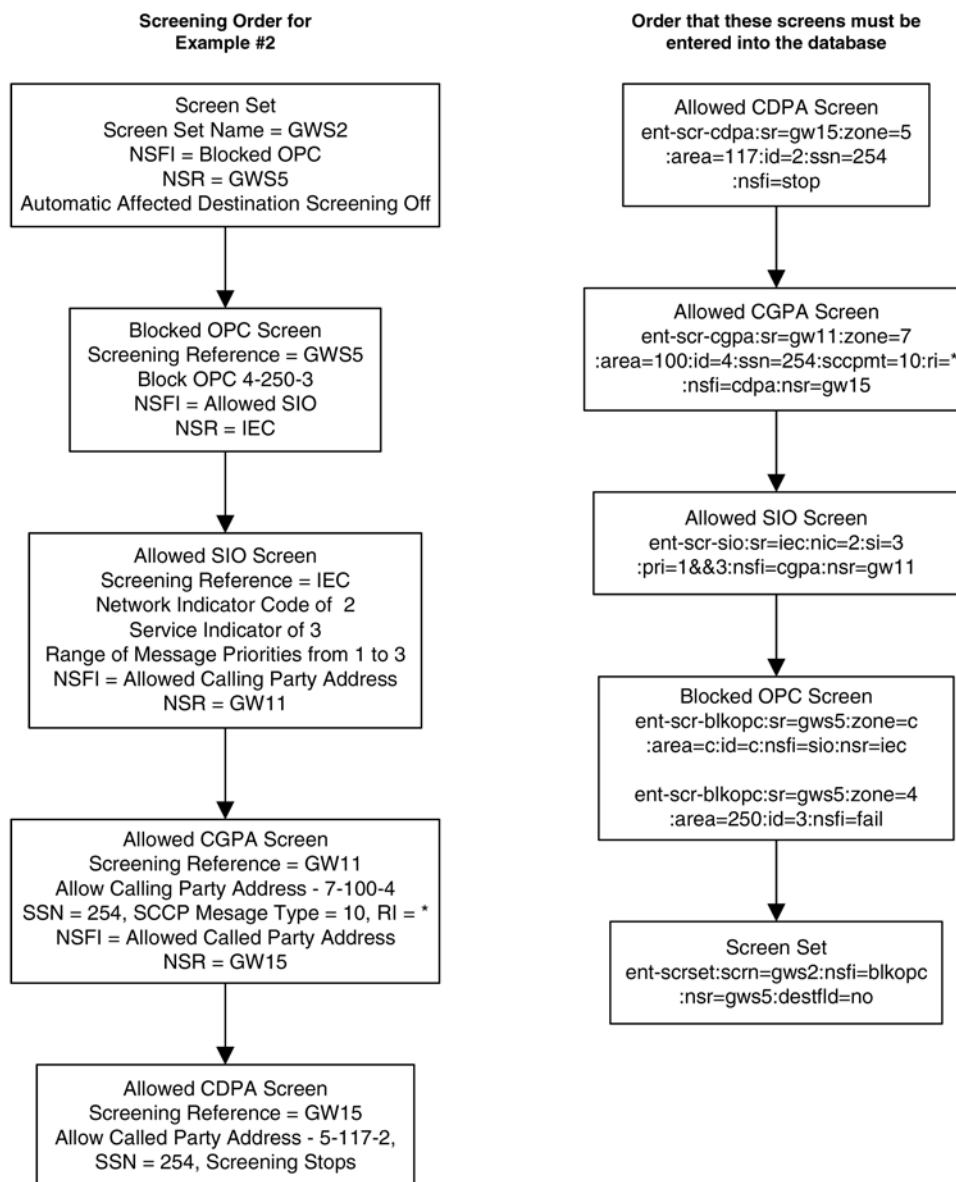 Screening Order for
Example #2
Screen Set
Screen Set Name = GWS2
NSFI = Blocked OPC
NSR = GWS5
Automatic Affected Destination Screening Off
Blocked OPC Screen
Screening Reference = GWS5
Block OPC 4-250-3
NSFI = Allowed SIO
NSR = IEC
Allowed SIO Screen
Screening Reference = IEC
Network Indicator Code of 2
Service Indicator of 3
Range of Message Priorities from 1 to 3
NSFI = Allowed Calling Party Address
NSR = GW11
Allowed CGPA Screen
Screening Reference = GW11
Allow Calling Party Address - 7-100-4
SSN = 254, SCCP Mesage Type = 10, RI = *
NSFI = Allowed Called Party Address
NSR = GW15
Allowed CDPA Screen
Screening Reference = GW15
Allow Called Party Address - 5-117-2,
SSN = 254, Screening Stops
Order that these screens must be
entered into the database
Allowed CDPA Screen
ent-scr-cdpa:sr=gw15:zone=5
:area=117:id=2:ssn=254
:nsfi=stop
Allowed CGPA Screen
ent-scr-cgpa:sr=gw11:zone=7
:area=100:id=4:ssn=254:sccpmt=10:ri=*
:nsfi=cdpa:nsr=gw15
Allowed SIO Screen
ent-scr-sio:sr=iec:nic=2:si=3
:pri=1&&3:nsfi=cgpa:nsr=gw11
Blocked OPC Screen
ent-scr-blkopc:sr=gws5:zone=c
:area=c:id=c:nsfi=sio:nsr=iec
ent-scr-blkopc:sr=gws5:zone=4
:area=250:id=3:nsfi=fail
Screen Set
ent-scrset:scrn=gws2:nsfi=blkopc
:nsr=gws5:destfld=no